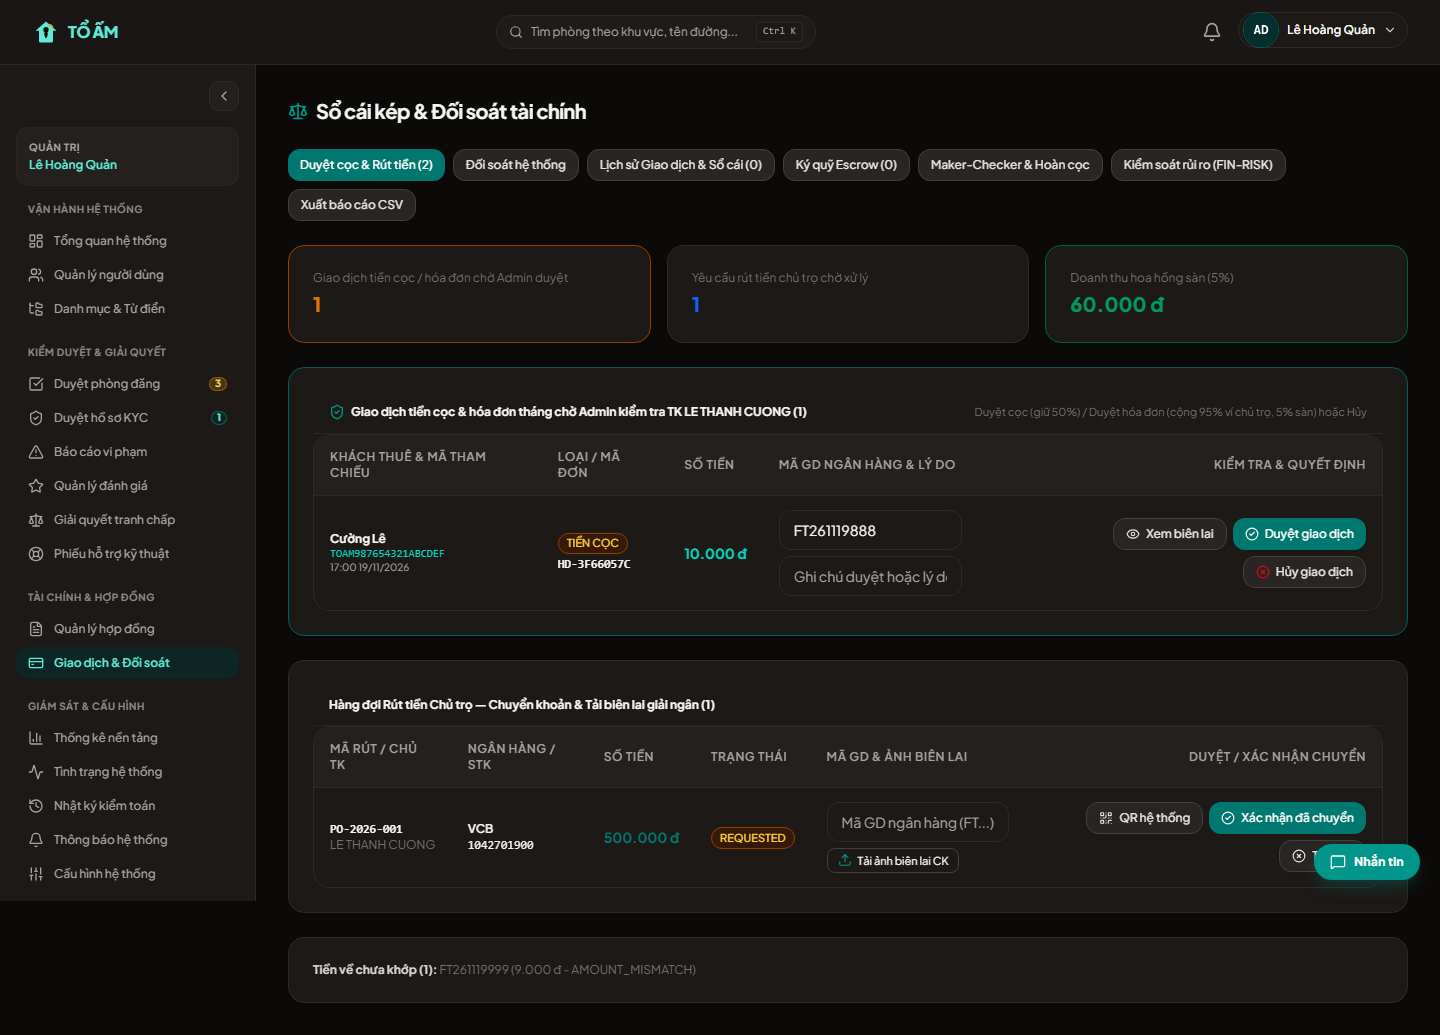 TỔ ẤM
Tìm phòng theo khu vực, tên đường...
Ctrl K
AD
Lê Hoàng Quản
QUẢN TRỊ
Lê Hoàng Quản
VẬN HÀNH HỆ THỐNG
Tổng quan hệ thống
Quản lý người dùng
Danh mục & Từ điển
KIỂM DUYỆT & GIẢI QUYẾT
Duyệt phòng đăng
3
Duyệt hồ sơ KYC
1
Báo cáo vi phạm
Quản lý đánh giá
Giải quyết tranh chấp
Phiếu hỗ trợ kỹ thuật
TÀI CHÍNH & HỢP ĐỒNG
Quản lý hợp đồng
Giao dịch & Đối soát
GIÁM SÁT & CẤU HÌNH
Thống kê nền tảng
Tình trạng hệ thống
Nhật ký kiểm toán
Thông báo hệ thống
Cấu hình hệ thống
Sổ cái kép & Đối soát tài chính
Duyệt cọc & Rút tiền (2)
Đối soát hệ thống
Lịch sử Giao dịch & Sổ cái (0)
Ký quỹ Escrow (0)
Maker-Checker & Hoàn cọc
Kiểm soát rủi ro (FIN-RISK)
Xuất báo cáo CSV
Giao dịch tiền cọc / hóa đơn chờ Admin duyệt
1
Yêu cầu rút tiền chủ trọ chờ xử lý
1
Doanh thu hoa hồng sàn (5%)
60.000 đ
Giao dịch tiền cọc & hóa đơn tháng chờ Admin kiểm tra TK LE THANH CUONG (1)
Duyệt cọc (giữ 50%) / Duyệt hóa đơn (cộng 95% ví chủ trọ, 5% sàn) hoặc Hủy
KHÁCH THUÊ & MÃ THAM
CHIẾU
LOẠI / MÃ
ĐƠN
SỐ TIỀN
MÃ GD NGÂN HÀNG & LÝ DO
KIỂM TRA & QUYẾT ĐỊNH
Cường Lê
TOAM987654321ABCDEF
17:00 19/11/2026
TIỀN CỌC
HD-3F66057C
10.000 đ
FT261119888
Ghi chú duyệt hoặc lý d
Xem biên lai
Duyệt giao dịch
Hủy giao dịch
Hàng đợi Rút tiền Chủ trọ — Chuyển khoản & Tải biên lai giải ngân (1)
MÃ RÚT / CHỦ
TK
NGÂN HÀNG /
STK
SỐ TIỀN
TRẠNG THÁI
MÃ GD & ẢNH BIÊN LAI
DUYỆT / XÁC NHẬN CHUYỂN
PO-2026-001
LE THANH CUONG
VCB
1042701900
500.000 đ
REQUESTED
Mã GD ngân hàng (FT...)
Tải ảnh biên lai CK
QR hệ thống
Xác nhận đã chuyển
Nhắn tin
Tiền về chưa khớp (1): FT261119999 (9.000 đ - AMOUNT_MISMATCH)